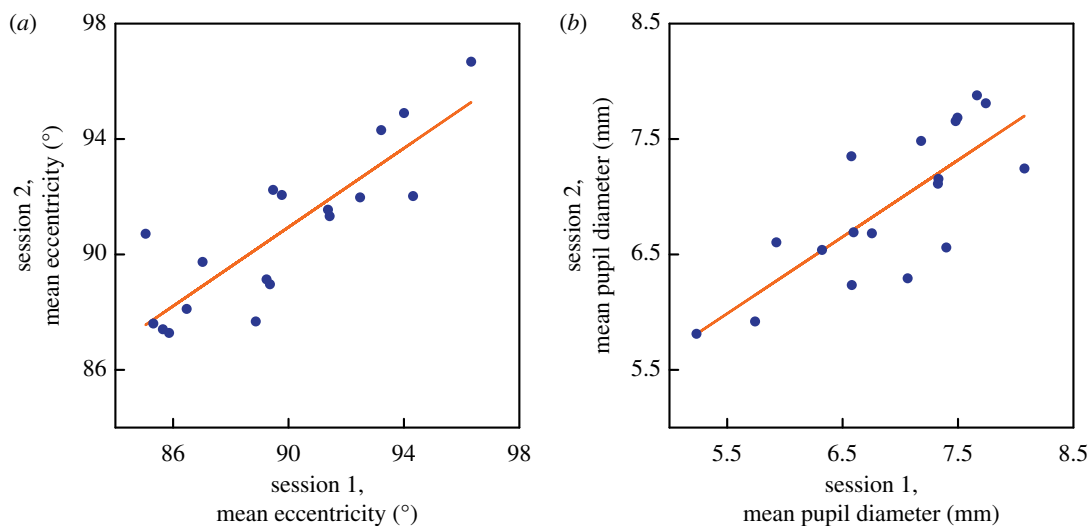 (a)
98
94
90
86
session 2,
mean eccentricity (°)
86 90 94 98
session 1,
mean eccentricity (°)
(b)
8.5
7.5
6.5
5.5
session 2,
mean pupil diameter (mm)
5.5 6.5 7.5 8.5
session 1,
mean pupil diameter (mm)